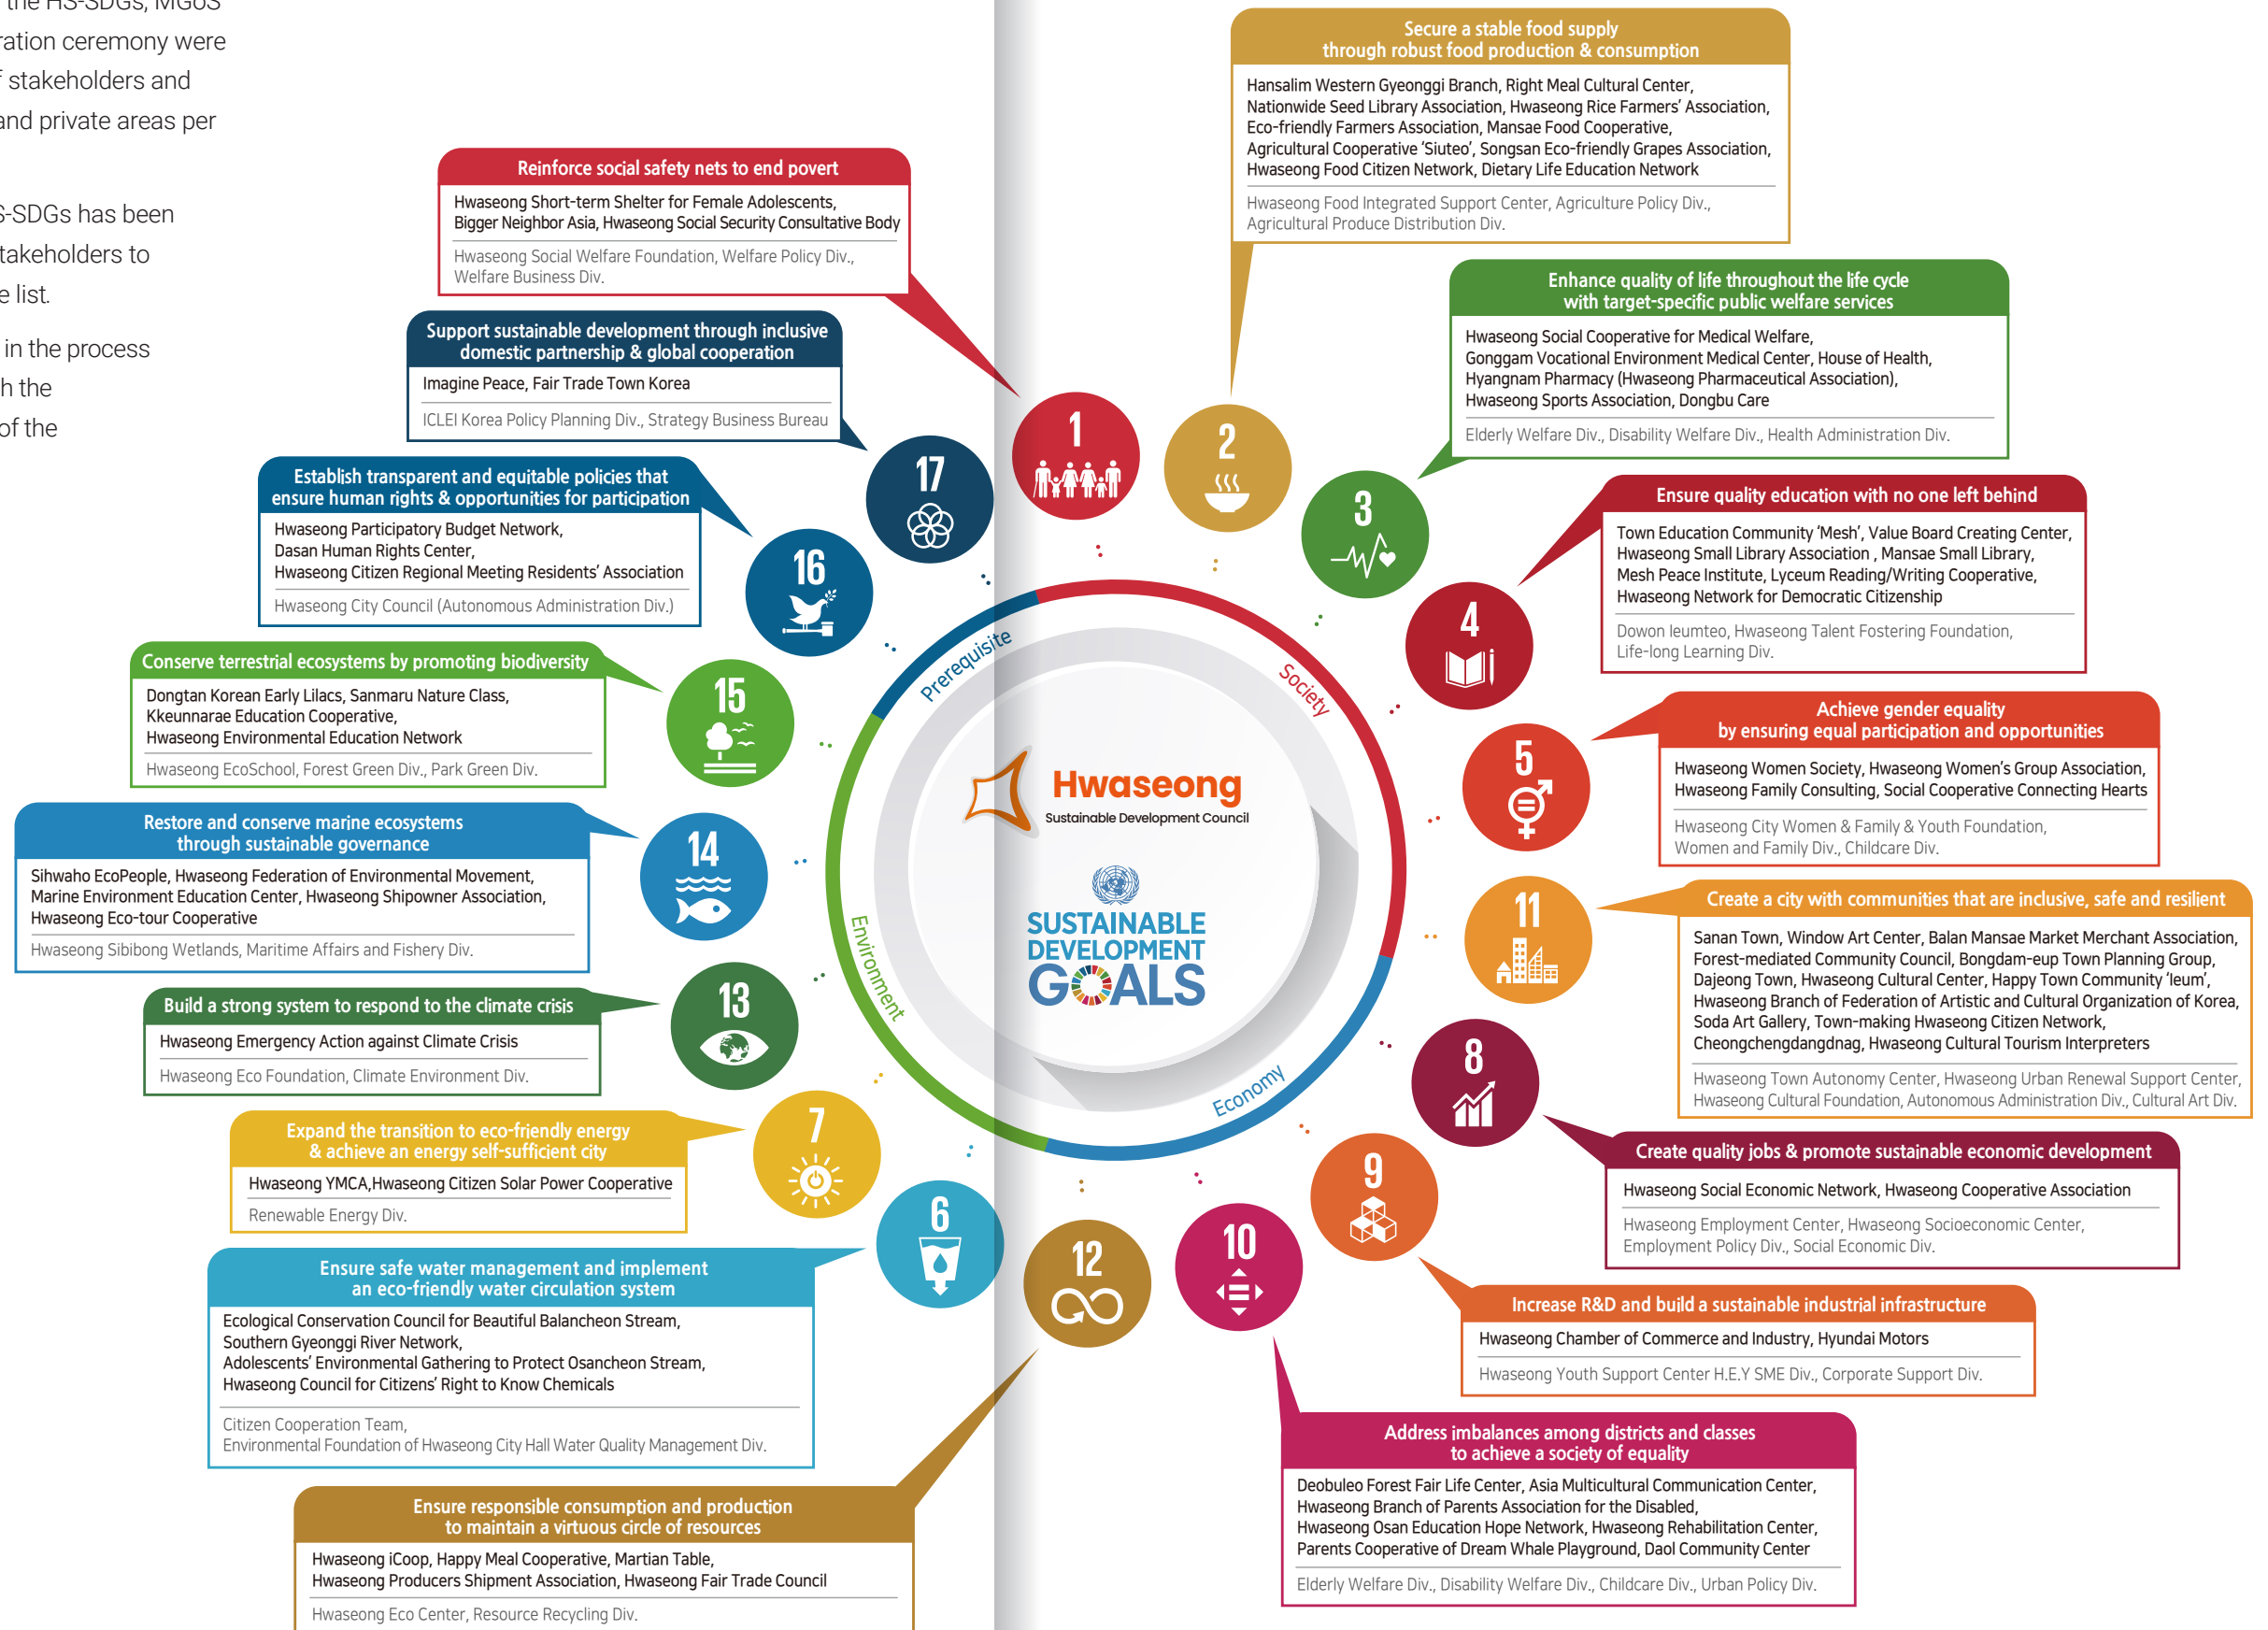 the HS-SDGs, MGoS
ration ceremony were
f stakeholders and
and private areas per
S-SDGs has been
takeholders to
e list.
in the process
h the
of the
Reinforce social safety nets to end povert
Hwaseong Short-term Shelter for Female Adolescents,
Bigger Neighbor Asia, Hwaseong Social Security Consultative Body
Hwaseong Social Welfare Foundation, Welfare Policy Div.,
Welfare Business Div.
1
Secure a stable food supply
through robust food production & consumption
Hansalim Western Gyeonggi Branch, Right Meal Cultural Center,
Nationwide Seed Library Association, Hwaseong Rice Farmers' Association,
Eco-friendly Farmers Association, Mansae Food Cooperative,
Agricultural Cooperative 'Siuteo', Songsan Eco-friendly Grapes Association,
Hwaseong Food Citizen Network, Dietary Life Education Network
Hwaseong Food Integrated Support Center, Agriculture Policy Div.,
Agricultural Produce Distribution Div.
2
Enhance quality of life throughout the life cycle
with target-specific public welfare services
Hwaseong Social Cooperative for Medical Welfare,
Gonggam Vocational Environment Medical Center, House of Health,
Hyangnam Pharmacy (Hwaseong Pharmaceutical Association),
Hwaseong Sports Association, Dongbu Care
Elderly Welfare Div., Disability Welfare Div., Health Administration Div.
3
Ensure quality education with no one left behind
Town Education Community 'Mesh', Value Board Creating Center,
Hwaseong Small Library Association , Mansae Small Library,
Mesh Peace Institute, Lyceum Reading/Writing Cooperative,
Hwaseong Network for Democratic Citizenship
Dowon Ieumteo, Hwaseong Talent Fostering Foundation,
Life-long Learning Div.
4
Achieve gender equality
by ensuring equal participation and opportunities
Hwaseong Women Society, Hwaseong Women's Group Association,
Hwaseong Family Consulting, Social Cooperative Connecting Hearts
Hwaseong City Women & Family & Youth Foundation,
Women and Family Div., Childcare Div.
5
Create a city with communities that are inclusive, safe and resilient
Sanan Town, Window Art Center, Balan Mansae Market Merchant Association,
Forest-mediated Community Council, Bongdam-eup Town Planning Group,
Dajeong Town, Hwaseong Cultural Center, Happy Town Community 'Ieum',
Hwaseong Branch of Federation of Artistic and Cultural Organization of Korea,
Soda Art Gallery, Town-making Hwaseong Citizen Network,
Cheongchengdangdnag, Hwaseong Cultural Tourism Interpreters
Hwaseong Town Autonomy Center, Hwaseong Urban Renewal Support Center,
Hwaseong Cultural Foundation, Autonomous Administration Div., Cultural Art Div.
11
Create quality jobs & promote sustainable economic development
Hwaseong Social Economic Network, Hwaseong Cooperative Association
Hwaseong Employment Center, Hwaseong Socioeconomic Center,
Employment Policy Div., Social Economic Div.
8
Increase R&D and build a sustainable industrial infrastructure
Hwaseong Chamber of Commerce and Industry, Hyundai Motors
Hwaseong Youth Support Center H.E.Y SME Div., Corporate Support Div.
9
Address imbalances among districts and classes
to achieve a society of equality
Deobuleo Forest Fair Life Center, Asia Multicultural Communication Center,
Hwaseong Branch of Parents Association for the Disabled,
Hwaseong Osan Education Hope Network, Hwaseong Rehabilitation Center,
Parents Cooperative of Dream Whale Playground, Daol Community Center
Elderly Welfare Div., Disability Welfare Div., Childcare Div., Urban Policy Div.
10
Ensure responsible consumption and production
to maintain a virtuous circle of resources
Hwaseong iCoop, Happy Meal Cooperative, Martian Table,
Hwaseong Producers Shipment Association, Hwaseong Fair Trade Council
Hwaseong Eco Center, Resource Recycling Div.
12
Ensure safe water management and implement
an eco-friendly water circulation system
Ecological Conservation Council for Beautiful Balancheon Stream,
Southern Gyeonggi River Network,
Adolescents' Environmental Gathering to Protect Osancheon Stream,
Hwaseong Council for Citizens' Right to Know Chemicals
Citizen Cooperation Team,
Environmental Foundation of Hwaseong City Hall Water Quality Management Div.
6
Expand the transition to eco-friendly energy
& achieve an energy self-sufficient city
Hwaseong YMCA,Hwaseong Citizen Solar Power Cooperative
Renewable Energy Div.
7
Build a strong system to respond to the climate crisis
Hwaseong Emergency Action against Climate Crisis
Hwaseong Eco Foundation, Climate Environment Div.
13
Restore and conserve marine ecosystems
through sustainable governance
Sihwaho EcoPeople, Hwaseong Federation of Environmental Movement,
Marine Environment Education Center, Hwaseong Shipowner Association,
Hwaseong Eco-tour Cooperative
Hwaseong Sibibong Wetlands, Maritime Affairs and Fishery Div.
14
Conserve terrestrial ecosystems by promoting biodiversity
Dongtan Korean Early Lilacs, Sanmaru Nature Class,
Kkeunnarae Education Cooperative,
Hwaseong Environmental Education Network
Hwaseong EcoSchool, Forest Green Div., Park Green Div.
15
Establish transparent and equitable policies that
ensure human rights & opportunities for participation
Hwaseong Participatory Budget Network,
Dasan Human Rights Center,
Hwaseong Citizen Regional Meeting Residents' Association
Hwaseong City Council (Autonomous Administration Div.)
16
Support sustainable development through inclusive
domestic partnership & global cooperation
Imagine Peace, Fair Trade Town Korea
ICLEI Korea Policy Planning Div., Strategy Business Bureau
17
Prerequisite
Society
Environment
Economy
Hwaseong
Sustainable Development Council
SUSTAINABLE
DEVELOPMENT
GOALS